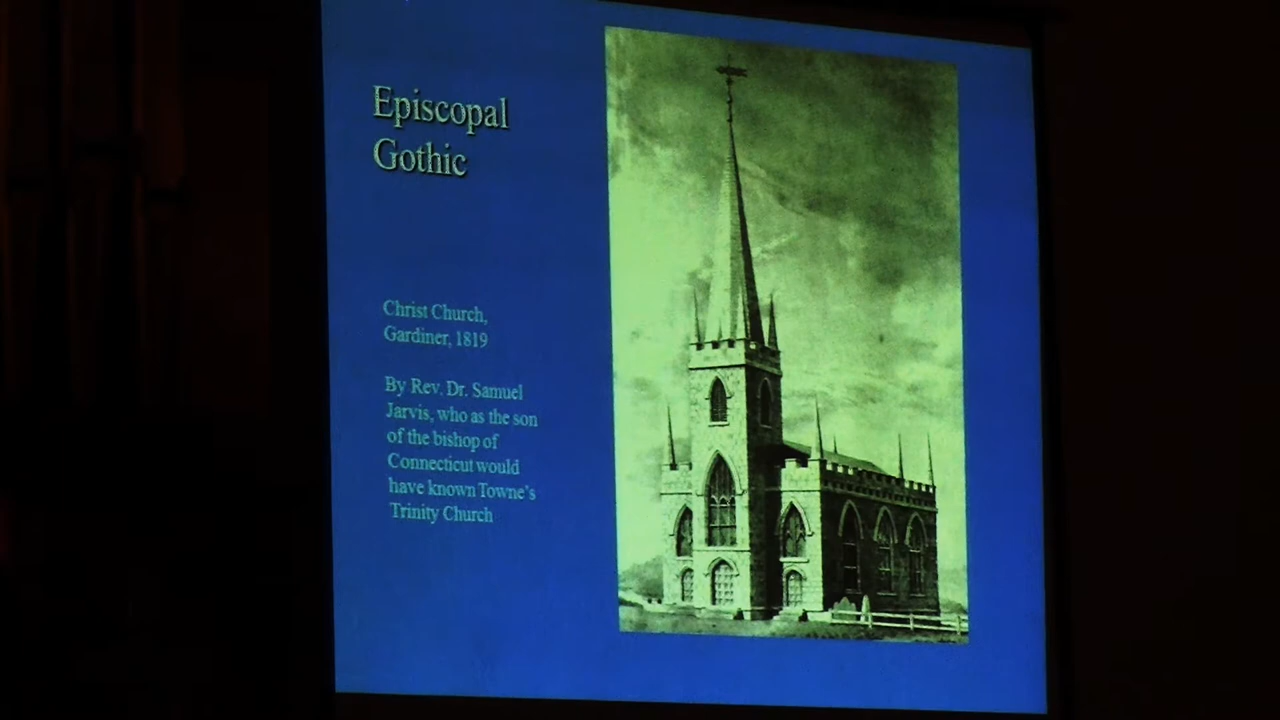 Episcopal
Gothic
Christ Church,
Gardiner, 1819
By Rev. Dr. Samuel
Jarvis, who as the son
of the bishop of
Connecticut would
have known Towne's
Trinity Church